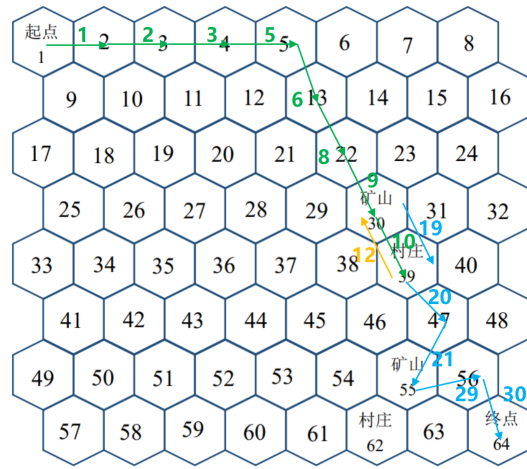 起点 6 7 8
1 1 2 2 3 3 4 5 5
9 10 11 12 6 13 14 15 16
17 18 19 20 21 8 22 23 24
25 26 27 28 29 9 矿山 30 31 19 32
33 34 35 36 37 38 12 10 村庄 39 40
41 42 43 44 45 46 20 47 48
49 50 51 52 53 54 矿山 55 21 56 29 30
57 58 59 60 61 村庄 62 63 终点 64